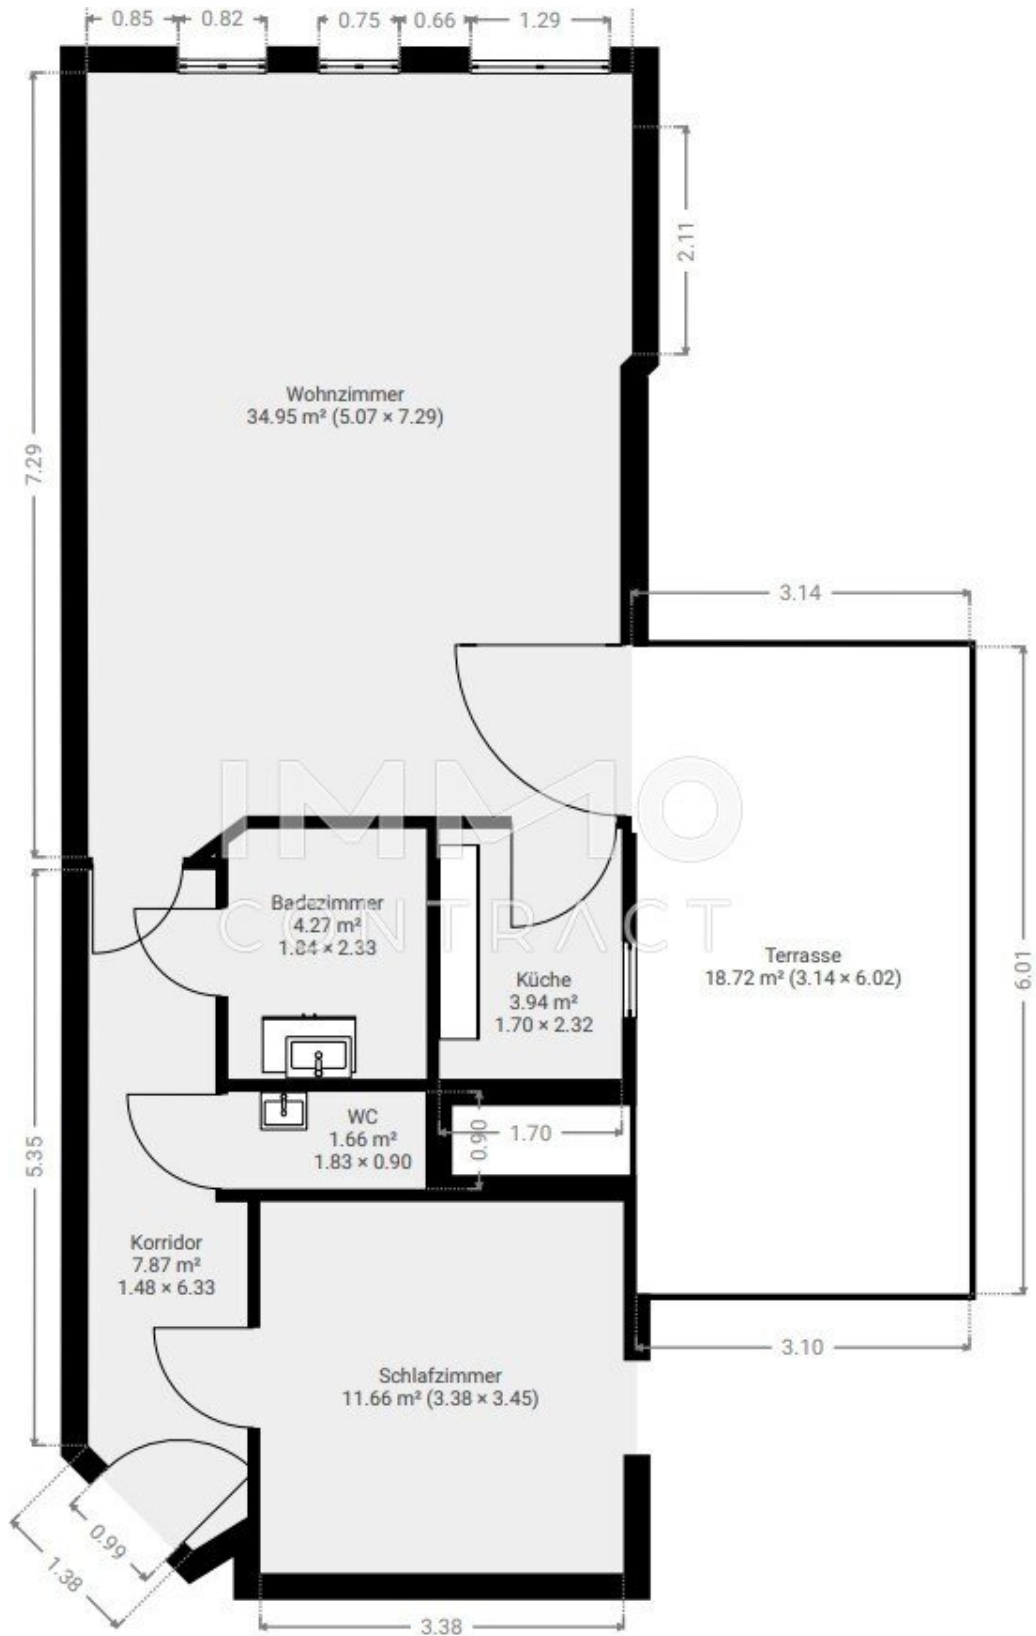 0.85
0.82
0.75
0.66
1.29
2.11
Wohnzimmer
34.95 m² (5.07 × 7.29)
7.29
3.14
IMMO
CONTRACT
Badezimmer
4.27 m²
1.84 × 2.33
Küche
3.94 m²
1.70 × 2.32
Terrasse
18.72 m² (3.14 × 6.02)
6.01
WC
1.66 m²
1.83 × 0.90
0.90
1.70
5.35
Korridor
7.87 m²
1.48 × 6.33
3.10
Schlafzimmer
11.66 m² (3.38 × 3.45)
0.99
1.38
3.38